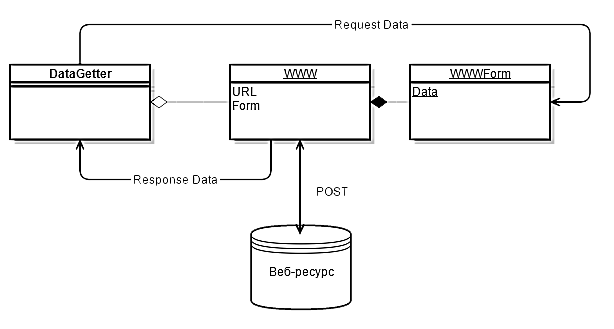 Request Data
DataGetter
WWW
WWWForm
URL
Form
Data
Response Data
POST
Веб-ресурс